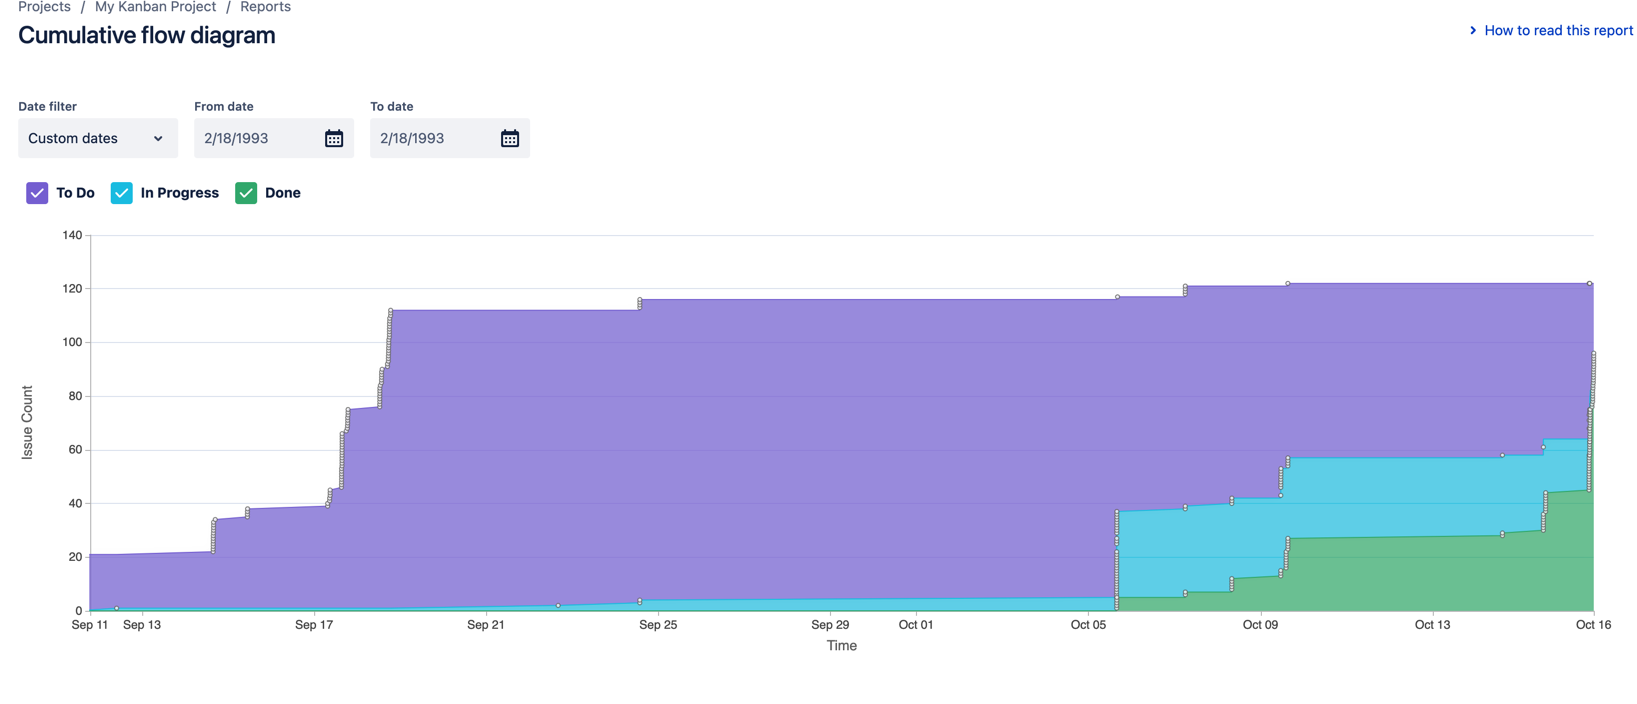 Projects / My Kanban Project / Reports
Cumulative flow diagram
How to read this report
Date filter From date To date
Custom dates 2/18/1993 2/18/1993
To Do In Progress Done
140
120
100
80
60
40
20
0
Issue Count
Sep 11 Sep 13 Sep 17 Sep 21 Sep 25 Sep 29 Oct 01 Oct 05 Oct 09 Oct 13 Oct 16
Time